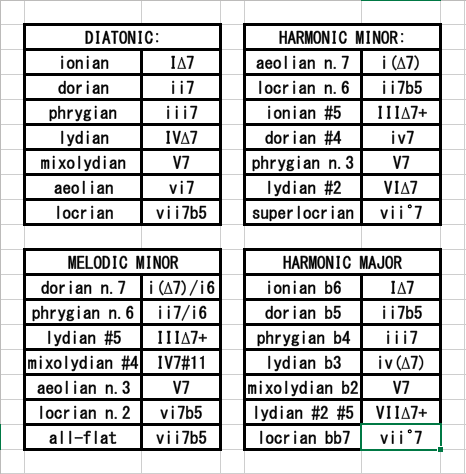 DIATONIC:
ionian IΔ7
dorian ii7
phrygian iii7
lydian IVΔ7
mixolydian V7
aeolian vi7
locrian vii7b5
HARMONIC MINOR:
aeolian n.7 i(Δ7)
locrian n.6 ii7b5
ionian #5 IIIΔ7+
dorian #4 iv7
phrygian n.3 V7
lydian #2 VIΔ7
superlocrian vii°7
MELODIC MINOR
dorian n.7 i(Δ7)/i6
phrygian n.6 ii7/i6
lydian #5 IIIΔ7+
mixolydian #4 IV7#11
aeolian n.3 V7
locrian n.2 vi7b5
all-flat vii7b5
HARMONIC MAJOR
ionian b6 IΔ7
dorian b5 ii7b5
phrygian b4 iii7
lydian b3 iv(Δ7)
mixolydian b2 V7
lydian #2 #5 VIIΔ7+
locrian bb7 vii°7